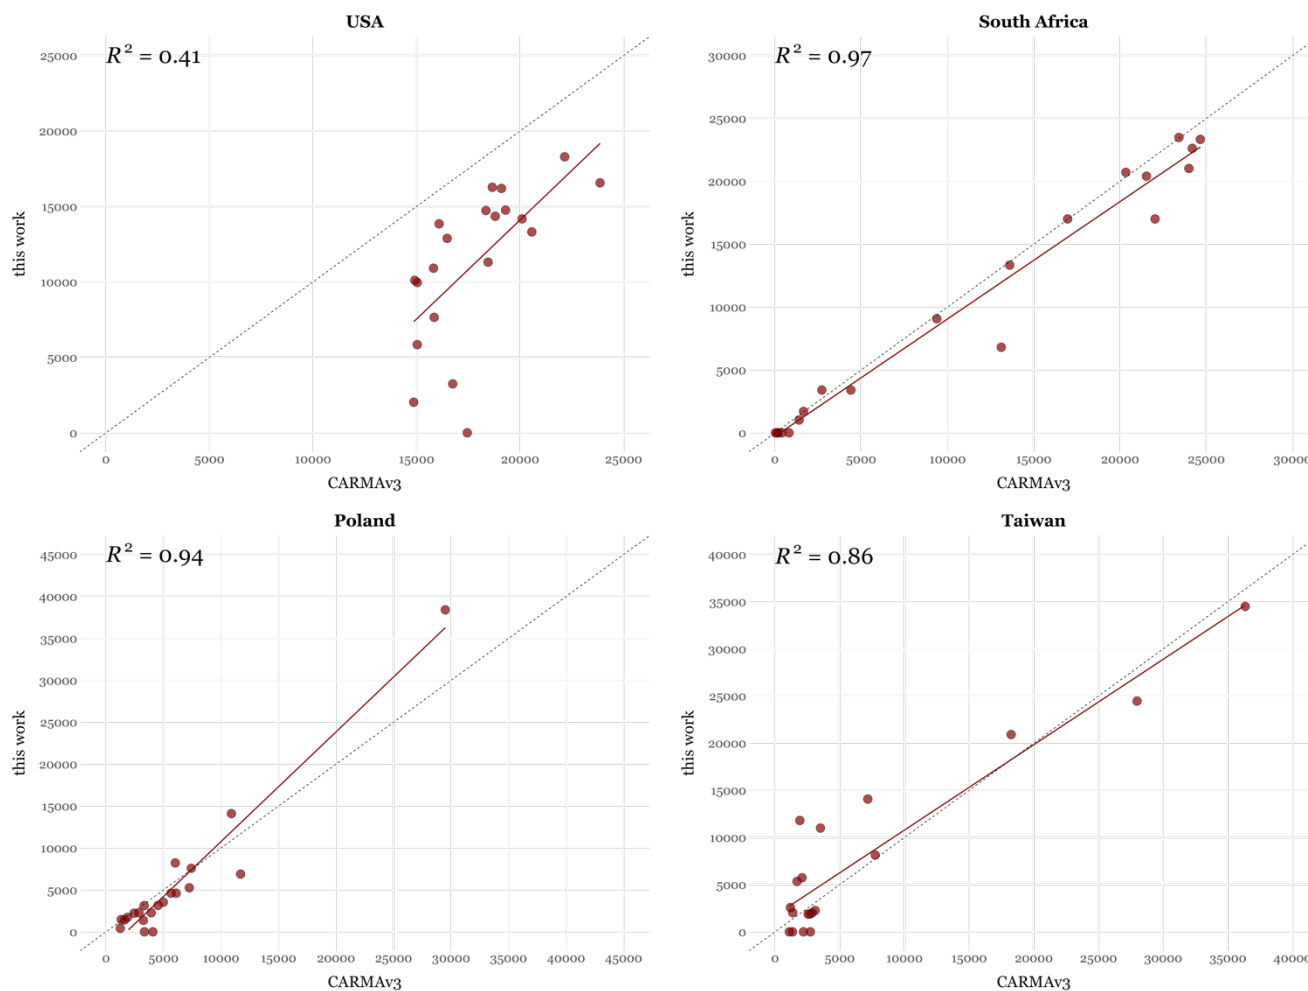 USA
R² = 0.41
25000
20000
15000
10000
5000
0
this work
0 5000 10000 15000 20000 25000
CARMAv3
South Africa
R² = 0.97
30000
25000
20000
15000
10000
5000
0
this work
0 5000 10000 15000 20000 25000 30000
CARMAv3
Poland
R² = 0.94
45000
40000
35000
30000
25000
20000
15000
10000
5000
0
this work
0 5000 10000 15000 20000 25000 30000 35000 40000 45000
CARMAv3
Taiwan
R² = 0.86
40000
35000
30000
25000
20000
15000
10000
5000
0
this work
0 5000 10000 15000 20000 25000 30000 35000 40000
CARMAv3